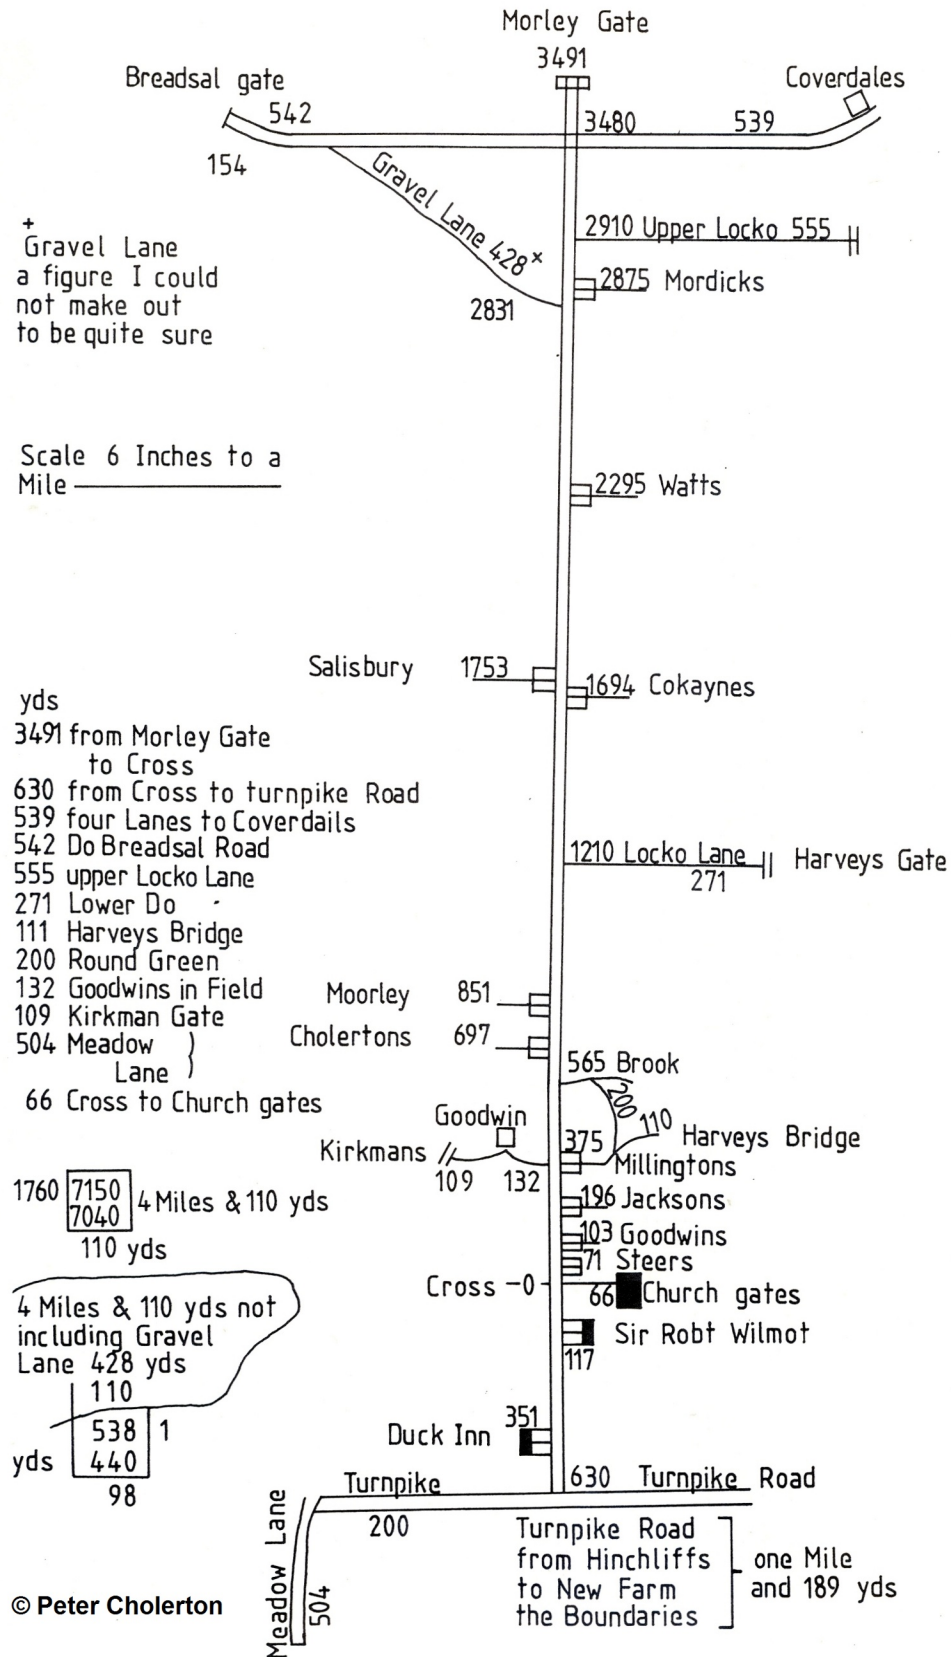 Morley Gate
3491
Breadsal gate
Coverdales
542
3480
539
154
Gravel Lane 428×
2910 Upper Locko 555
2875 Mordicks
2831
+
Gravel Lane
a figure I could
not make out
to be quite sure
Scale 6 Inches to a
Mile
2295 Watts
Salisbury 1753
1694 Cokaynes
yds
3491 from Morley Gate
to Cross
630 from Cross to turnpike Road
539 four Lanes to Coverdails
542 Do Breadsal Road
555 upper Locko Lane
271 Lower Do
111 Harveys Bridge
200 Round Green
132 Goodwins in Field
109 Kirkman Gate
504 Meadow
Lane
66 Cross to Church gates
1210 Locko Lane
271
Harveys Gate
Moorley 851
Cholertons 697
565 Brook
200
110
Harveys Bridge
Goodwin
375
Kirkmans
109
132
Millingtons
196 Jacksons
103 Goodwins
71 Steers
Cross -0
66 Church gates
Sir Robt Wilmot
117
1760 7150
7040
4 Miles & 110 yds
110 yds
4 Miles & 110 yds not
including Gravel
Lane 428 yds
110
538 1
yds 440
98
351
Duck Inn
630 Turnpike Road
Turnpike
200
Meadow Lane
504
Turnpike Road
from Hinchliffs
to New Farm
the Boundaries
one Mile
and 189 yds
© Peter Cholerton